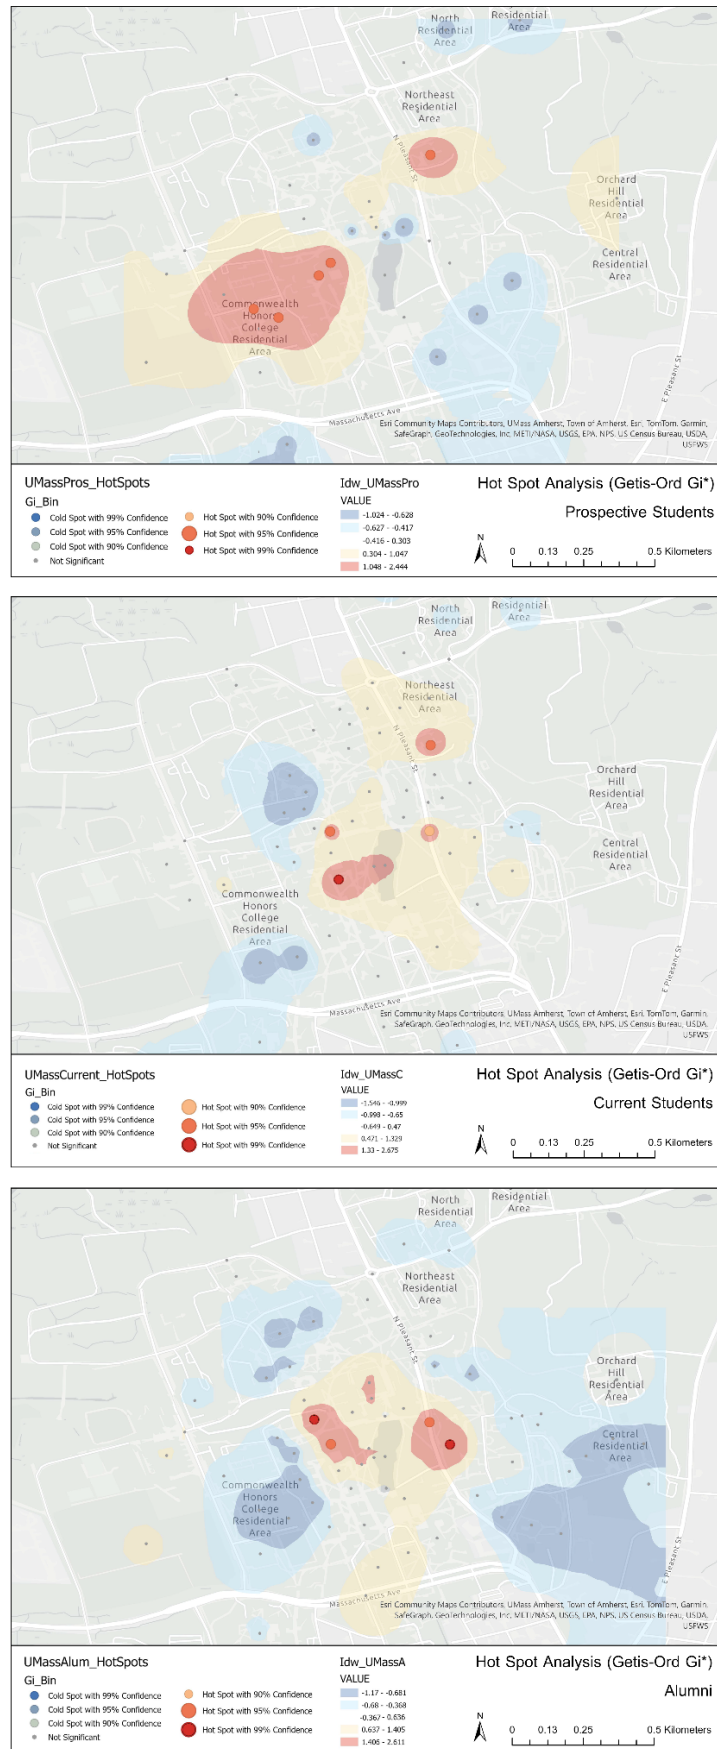 North
Residential
Area
Residential
Area
Northeast
Residential
Area
N Pleasant St
Orchard
Hill
Residential
Area
Central
Residential
Area
Commonwealth
Honors
College
Residential
Area
E Pleasant St
Massachusetts Ave
Esri Community Maps Contributors, UMass Amherst, Town of Amherst, Esri, TomTom, Garmin,
SafeGraph, GeoTechnologies, Inc, METI/NASA, USGS, EPA, NPS, US Census Bureau, USDA,
USFWS
UMassPros_HotSpots
Gi_Bin
Cold Spot with 99% Confidence
Cold Spot with 95% Confidence
Cold Spot with 90% Confidence
Not Significant
Hot Spot with 90% Confidence
Hot Spot with 95% Confidence
Hot Spot with 99% Confidence
Idw_UMassPro
VALUE
-1.024 - -0.628
-0.627 - -0.417
-0.416 - 0.303
0.304 - 1.047
1.048 - 2.444
Hot Spot Analysis (Getis-Ord Gi*)
Prospective Students
N
0 0.13 0.25 0.5 Kilometers
North
Residential
Area
Residential
Area
Northeast
Residential
Area
N Pleasant St
Orchard
Hill
Residential
Area
Central
Residential
Area
Commonwealth
Honors
College
Residential
Area
E Pleasant St
Massachusetts Ave
Esri Community Maps Contributors, UMass Amherst, Town of Amherst, Esri, TomTom, Garmin,
SafeGraph, GeoTechnologies, Inc, METI/NASA, USGS, EPA, NPS, US Census Bureau, USDA,
USFWS
UMassCurrent_HotSpots
Gi_Bin
Cold Spot with 99% Confidence
Cold Spot with 95% Confidence
Cold Spot with 90% Confidence
Not Significant
Hot Spot with 90% Confidence
Hot Spot with 95% Confidence
Hot Spot with 99% Confidence
Idw_UMassC
VALUE
-1.546 - -0.999
-0.998 - -0.65
-0.649 - 0.47
0.471 - 1.329
1.33 - 2.675
Hot Spot Analysis (Getis-Ord Gi*)
Current Students
N
0 0.13 0.25 0.5 Kilometers
North
Residential
Area
Residential
Area
Northeast
Residential
Area
N Pleasant St
Orchard
Hill
Residential
Area
Central
Residential
Area
Commonwealth
Honors
College
Residential
Area
E Pleasant St
Massachusetts Ave
Esri Community Maps Contributors, UMass Amherst, Town of Amherst, Esri, TomTom, Garmin,
SafeGraph, GeoTechnologies, Inc, METI/NASA, USGS, EPA, NPS, US Census Bureau, USDA,
USFWS
UMassAlum_HotSpots
Gi_Bin
Cold Spot with 99% Confidence
Cold Spot with 95% Confidence
Cold Spot with 90% Confidence
Not Significant
Hot Spot with 90% Confidence
Hot Spot with 95% Confidence
Hot Spot with 99% Confidence
Idw_UMassA
VALUE
-1.17 - -0.681
-0.68 - -0.368
-0.367 - 0.636
0.637 - 1.405
1.406 - 2.611
Hot Spot Analysis (Getis-Ord Gi*)
Alumni
N
0 0.13 0.25 0.5 Kilometers